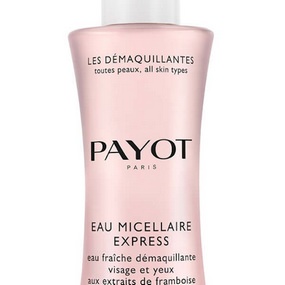 LES DÉMAQUILLANTES
toutes peaux, all skin types
PAYOT
PARIS
EAU MICELLAIRE
EXPRESS
eau fraîche démaquillante
visage et yeux
aux extraits de framboise